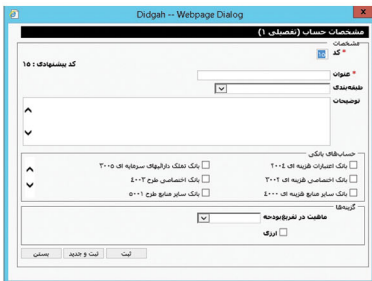 Didgah -- Webpage Dialog
x
مشخصات حساب (تفصیلی ۱)
مشخصات
* کد
۱۵
کد پیشنهادی : ۱۵
* عنوان
طبقه‌بندی
توضیحات
حساب‌های بانکی
بانک اعتبارات هزینه ای ۲۰۰۴ بانک تملک دارائیهای سرمایه ای ۳۰۰۵
بانک اختصاصی هزینه ای ۳۰۰۲ بانک اختصاصی طرح ۴۰۰۳
بانک سایر منابع هزینه ای ۴۰۰۰ بانک سایر منابع طرح ۵۰۰۱
گزینه‌ها
ماهیت در تفریغ‌بودجه
ارزی
ثبت ثبت و جدید بستن